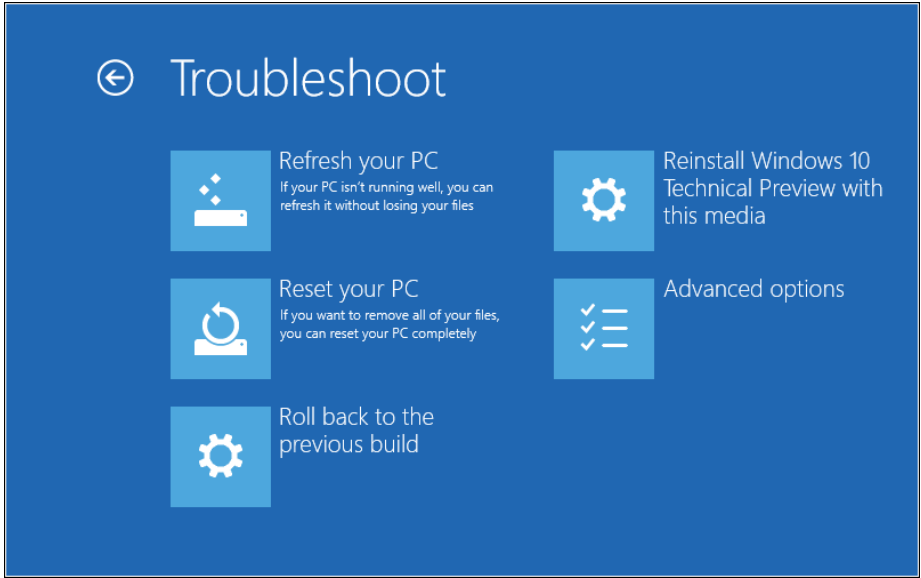 Troubleshoot
Refresh your PC
If your PC isn't running well, you can
refresh it without losing your files
Reset your PC
If you want to remove all of your files,
you can reset your PC completely
Roll back to the
previous build
Reinstall Windows 10
Technical Preview with
this media
Advanced options